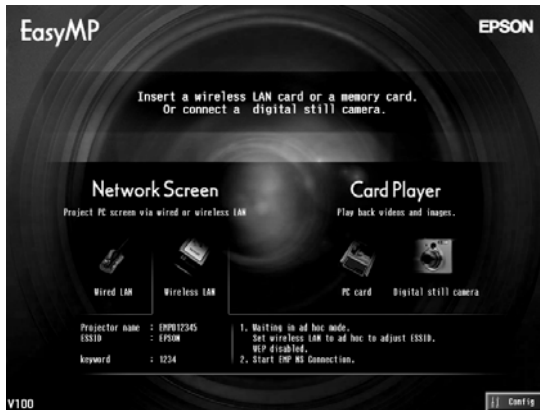 EasyMP
EPSON
Insert a wireless LAN card or a memory card.
Or connect a digital still camera.
Network Screen
Project PC screen via wired or wireless LAN
Wired LAN
Wireless LAN
Card Player
Play back videos and images.
PC card
Digital still camera
Projector name : EMP012345
ESSID : EPSON
keyword : 1234
1. Waiting in ad hoc mode.
Set wireless LAN to ad hoc to adjust ESSID.
WEP disabled.
2. Start EMP NS Connection.
V100
Config